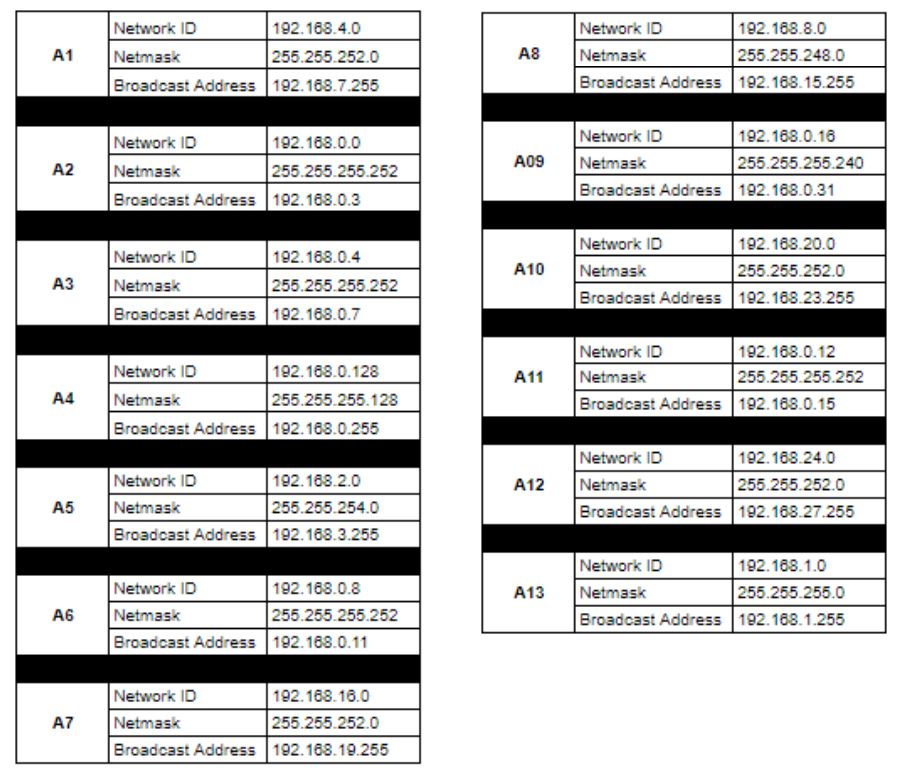 A1
Network ID 192.168.4.0
Netmask 255.255.252.0
Broadcast Address 192.168.7.255
A2
Network ID 192.168.0.0
Netmask 255.255.255.252
Broadcast Address 192.168.0.3
A3
Network ID 192.168.0.4
Netmask 255.255.255.252
Broadcast Address 192.168.0.7
A4
Network ID 192.168.0.128
Netmask 255.255.255.128
Broadcast Address 192.168.0.255
A5
Network ID 192.168.2.0
Netmask 255.255.254.0
Broadcast Address 192.168.3.255
A6
Network ID 192.168.0.8
Netmask 255.255.255.252
Broadcast Address 192.168.0.11
A7
Network ID 192.168.16.0
Netmask 255.255.252.0
Broadcast Address 192.168.19.255
A8
Network ID 192.168.8.0
Netmask 255.255.248.0
Broadcast Address 192.168.15.255
A09
Network ID 192.168.0.16
Netmask 255.255.255.240
Broadcast Address 192.168.0.31
A10
Network ID 192.168.20.0
Netmask 255.255.252.0
Broadcast Address 192.168.23.255
A11
Network ID 192.168.0.12
Netmask 255.255.255.252
Broadcast Address 192.168.0.15
A12
Network ID 192.168.24.0
Netmask 255.255.252.0
Broadcast Address 192.168.27.255
A13
Network ID 192.168.1.0
Netmask 255.255.255.0
Broadcast Address 192.168.1.255